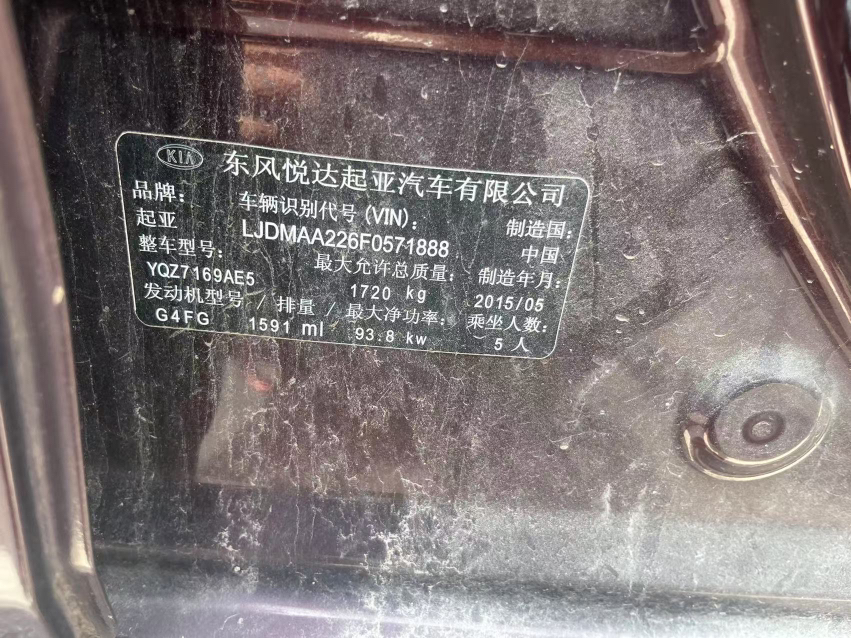 KIA 东风悦达起亚汽车有限公司
品牌： 车辆识别代号(VIN)： 制造国：
起亚 LJDMAA226F0571888 中国
整车型号： 最大允许总质量： 制造年月：
YQZ7169AE5 1720 kg 2015/05
发动机型号 / 排量 / 最大净功率： 乘坐人数：
G4FG 1591 ml 93.8 kw 5 人